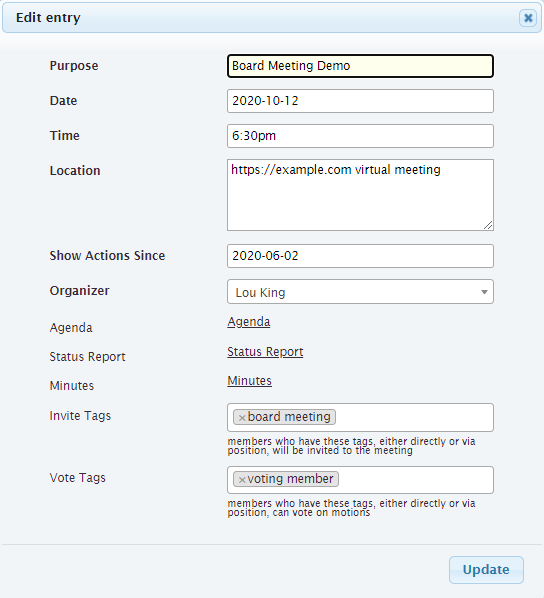 Edit entry
Purpose Board Meeting Demo
Date 2020-10-12
Time 6:30pm
Location https://example.com virtual meeting
Show Actions Since 2020-06-02
Organizer Lou King
Agenda Agenda
Status Report Status Report
Minutes Minutes
Invite Tags ×board meeting
members who have these tags, either directly or via
position, will be invited to the meeting
Vote Tags ×voting member
members who have these tags, either directly or via
position, can vote on motions
Update